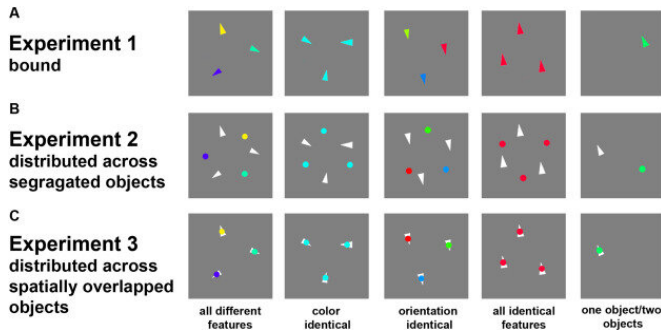 A
Experiment 1
bound
B
Experiment 2
distributed across
segragated objects
C
Experiment 3
distributed across
spatially overlapped
objects
all different
features
color
identical
orientation
identical
all identical
features
one object/two
objects